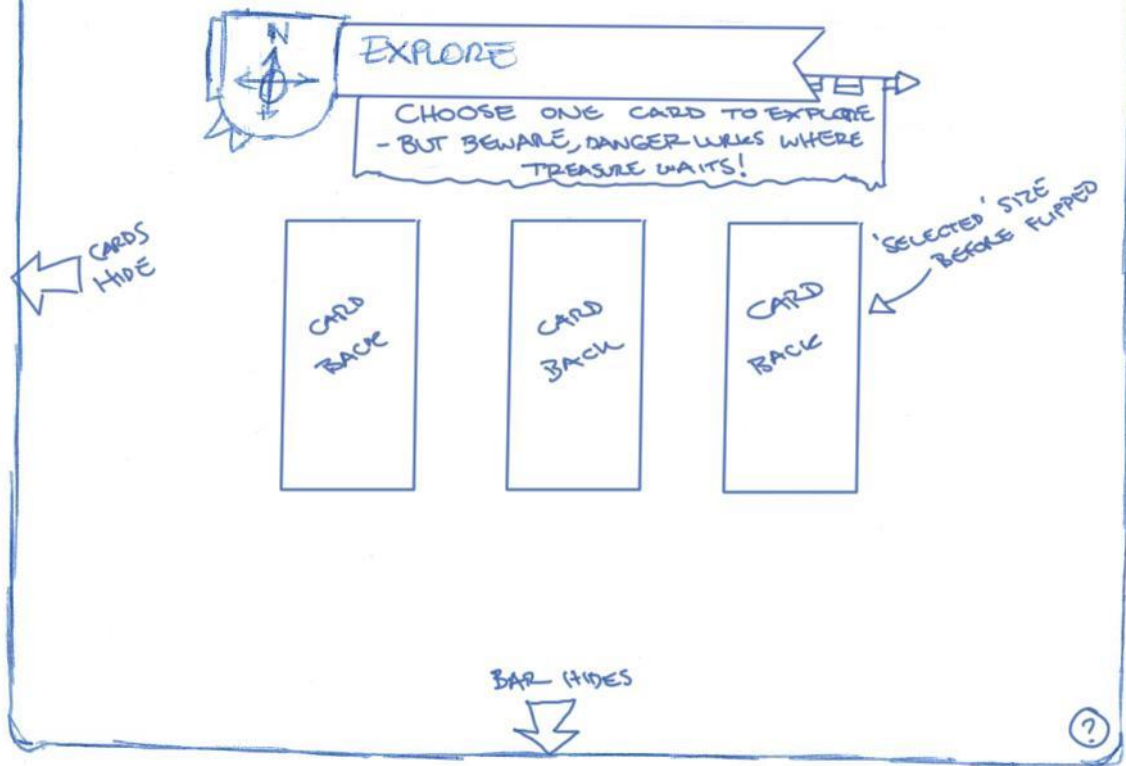 N
EXPLORE
CHOOSE ONE CARD TO EXPLORE
- BUT BEWARE, DANGER LURKS WHERE
TREASURE WAITS!
CARDS
HIDE
CARD
BACK
CARD
BACK
CARD
BACK
'SELECTED' SIZE
BEFORE FLIPPED
BAR HIDES
?